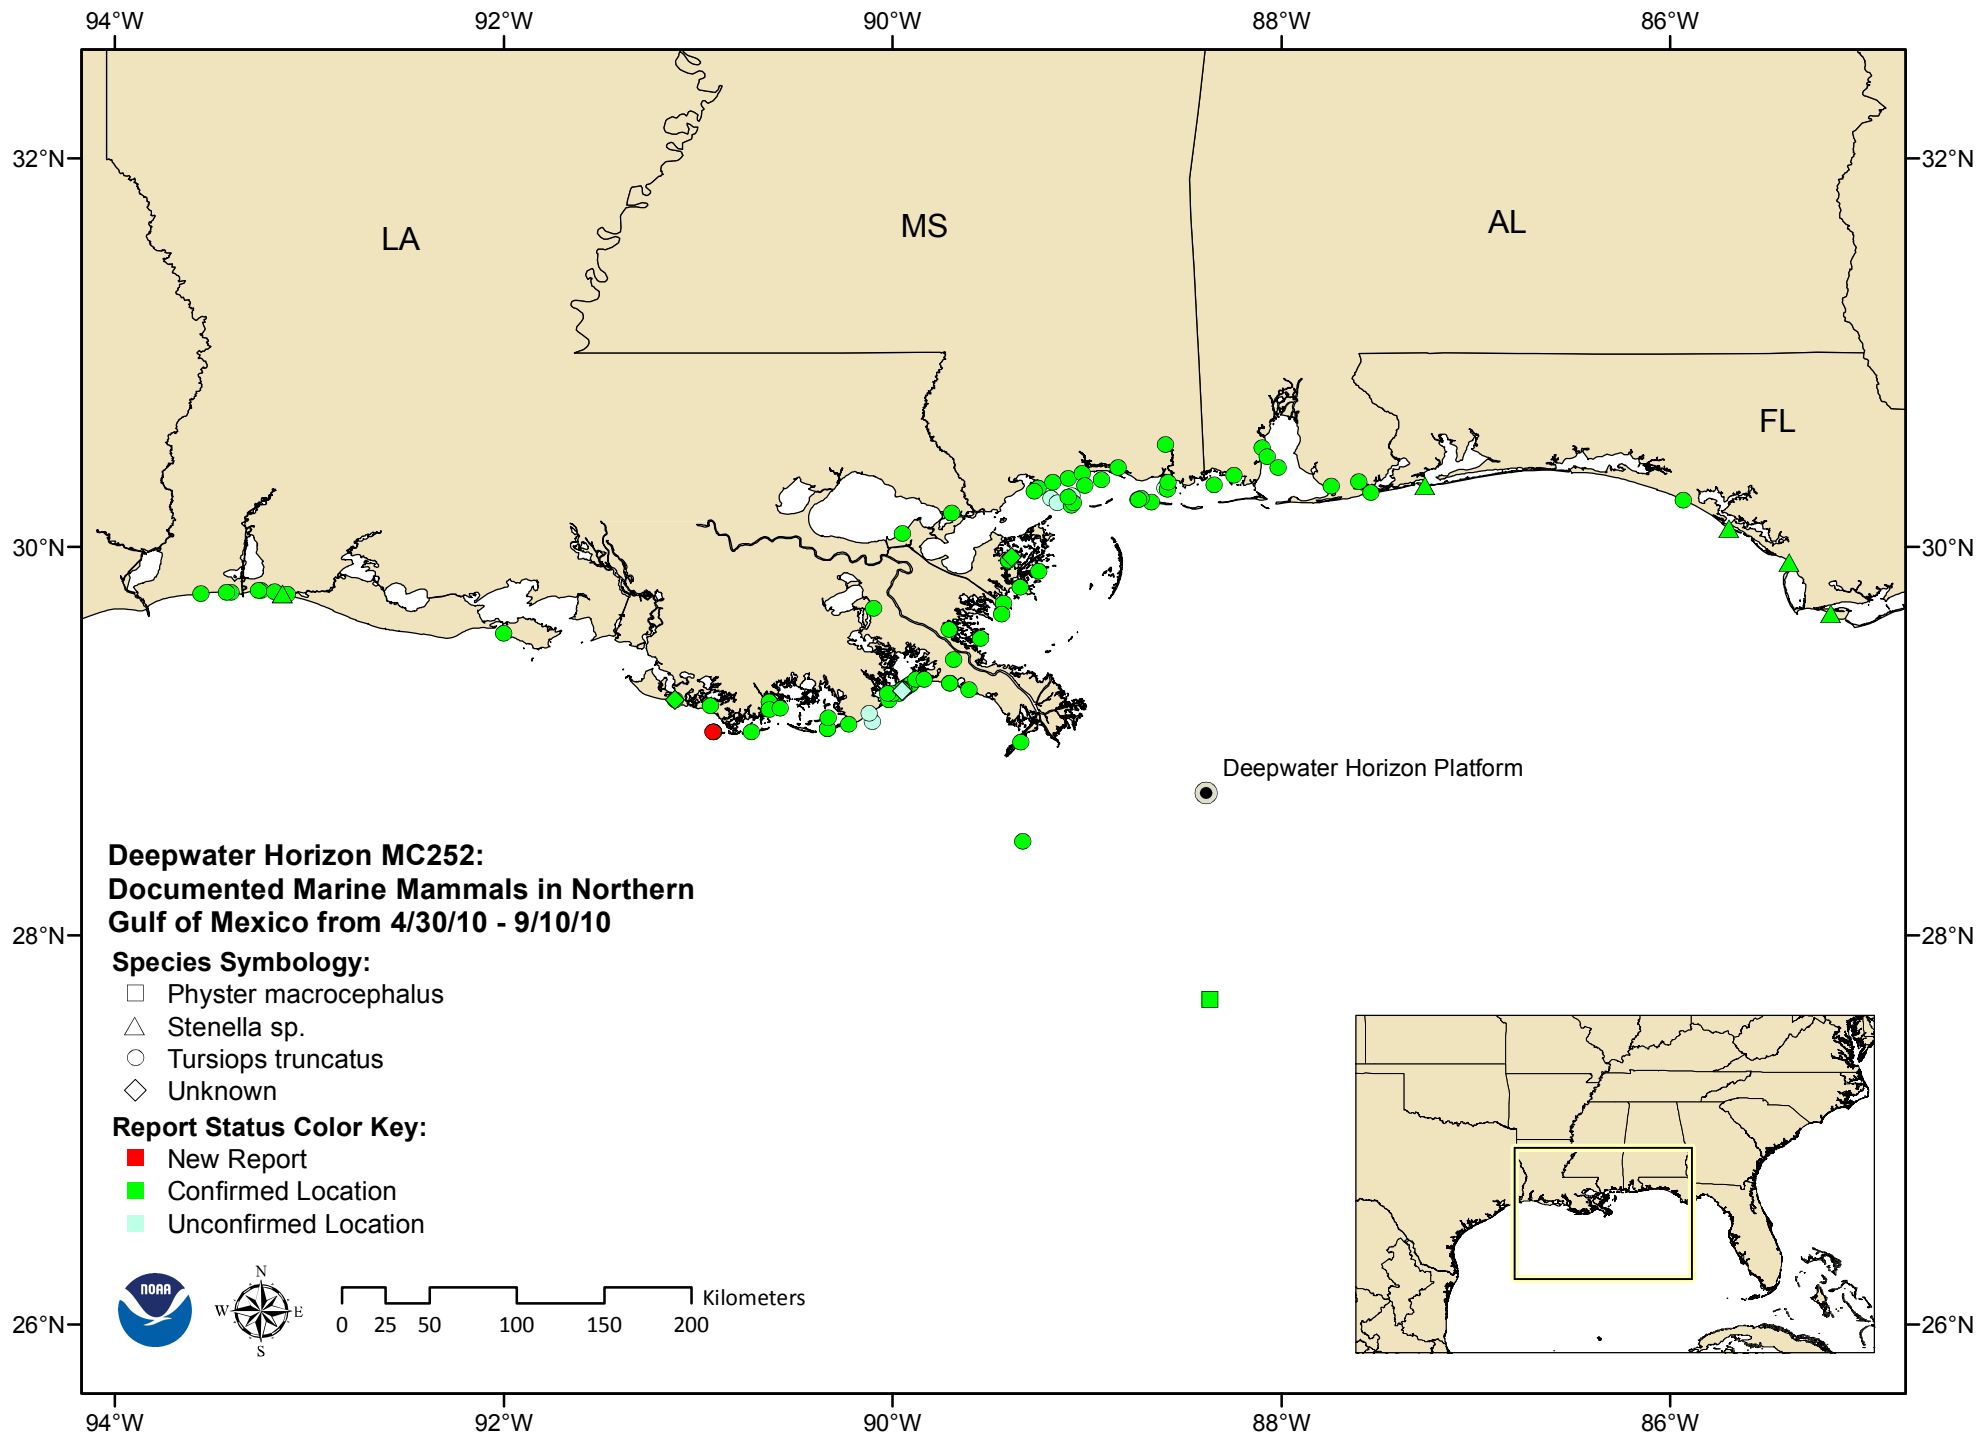 94°W 92°W 90°W 88°W 86°W
32°N 32°N
LA MS AL
FL
30°N 30°N
Deepwater Horizon Platform
Deepwater Horizon MC252:
Documented Marine Mammals in Northern
Gulf of Mexico from 4/30/10 - 9/10/10
28°N 28°N
Species Symbology:
Physter macrocephalus
Stenella sp.
Tursiops truncatus
Unknown
Report Status Color Key:
New Report
Confirmed Location
Unconfirmed Location
NOAA
N
W E
S
Kilometers
0 25 50 100 150 200
26°N 26°N
94°W 92°W 90°W 88°W 86°W